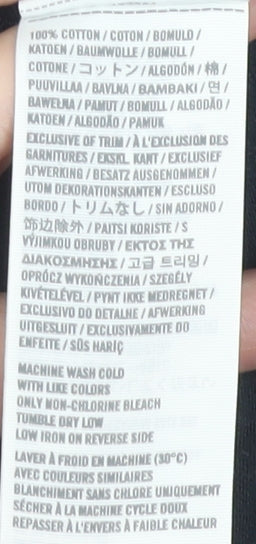 100% COTTON / COTON / BOMULD /
KATOEN / BAUMWOLLE / BOMULL /
COTONE / コットン / ALGODÓN / 棉 /
PUUVILLAA / BAVLNA / ΒΑΜΒΑΚΙ / 면 /
BAWEŁNA / PAMUT / BOMULL / ALGODÃO /
KATOEN / ALGODÃO / PAMUK
EXCLUSIVE OF TRIM / À L'EXCLUSION DES
GARNITURES / EKSKL. KANT / EXCLUSIEF
AFWERKING / BESATZ AUSGENOMMEN /
UTOM DEKORATIONSKANTEN / ESCLUSO
BORDO / トリムなし / SIN ADORNO /
饰边除外 / PAITSI KORISTE / S
VÝJIMKOU OBRUBY / ΕΚΤΟΣ ΤΗΣ
ΔΙΑΚΟΣΜΗΣΗΣ / 고급 트리밍 /
OPRÓCZ WYKOŃCZENIA / SZEGÉLY
KIVÉTELÉVEL / PYNT IKKE MEDREGNET /
EXCLUSIVO DO DETALHE / AFWERKING
UITGESLUIT / EXCLUSIVAMENTE DO
ENFEITE / SÜS HARİÇ
MACHINE WASH COLD
WITH LIKE COLORS
ONLY NON-CHLORINE BLEACH
TUMBLE DRY LOW
LOW IRON ON REVERSE SIDE
LAVER À FROID EN MACHINE (30°C)
AVEC COULEURS SIMILAIRES
BLANCHIMENT SANS CHLORE UNIQUEMENT
SÉCHER À LA MACHINE CYCLE DOUX
REPASSER À L'ENVERS À FAIBLE CHALEUR